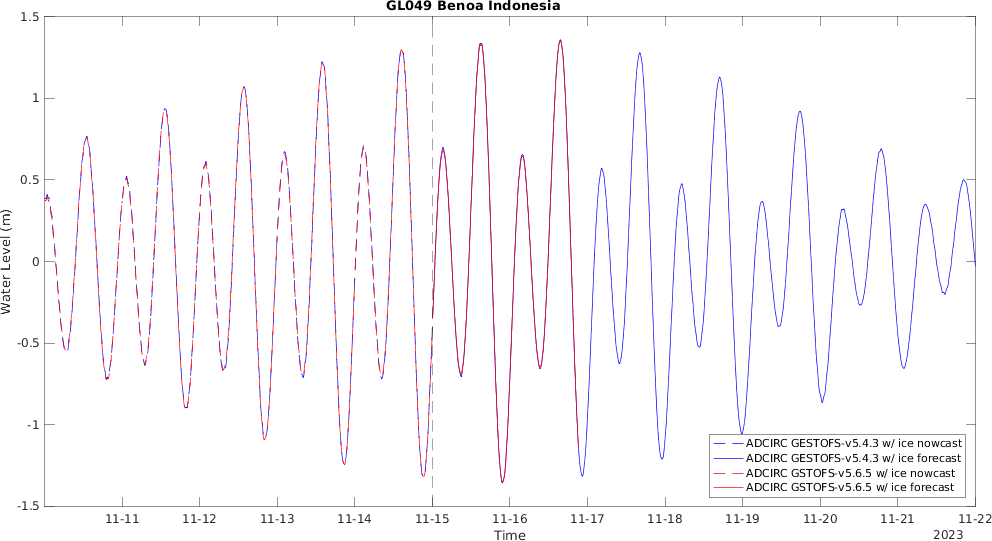 GL049 Benoa Indonesia
1.5
1
0.5
0
-0.5
-1
-1.5
Water Level (m)
ADCIRC GESTOFS-v5.4.3 w/ ice nowcast
ADCIRC GESTOFS-v5.4.3 w/ ice forecast
ADCIRC GSTOFS-v5.6.5 w/ ice nowcast
ADCIRC GSTOFS-v5.6.5 w/ ice forecast
11-11 11-12 11-13 11-14 11-15 11-16 11-17 11-18 11-19 11-20 11-21 11-22
Time
2023